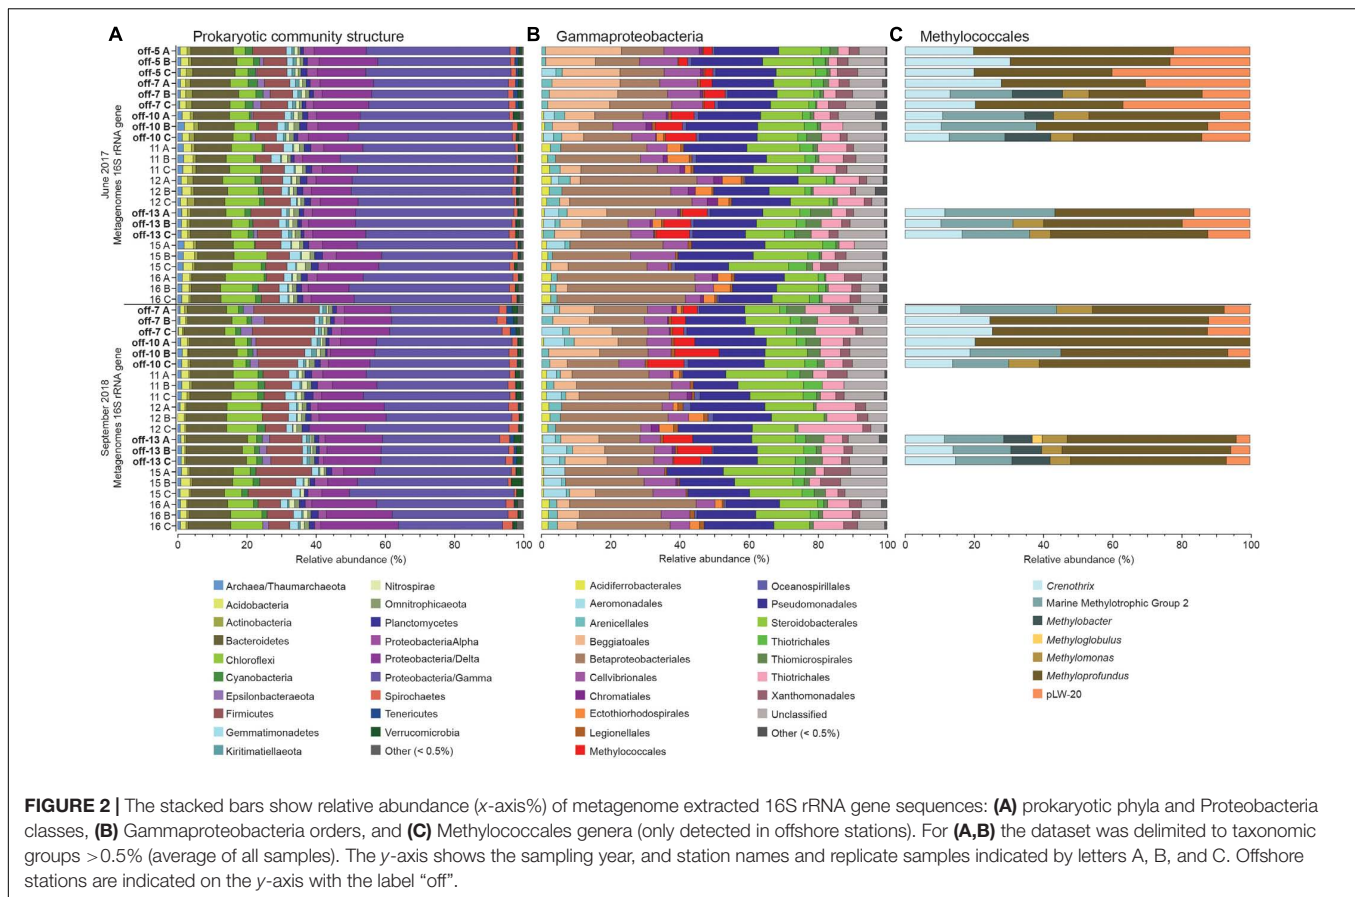 A Prokaryotic community structure
B Gammaproteobacteria
C Methylococcales
June 2017
Metagenomes 16S rRNA gene
off-5 A
off-5 B
off-5 C
off-7 A
off-7 B
off-7 C
off-10 A
off-10 B
off-10 C
11 A
11 B
11 C
12 A
12 B
12 C
off-13 A
off-13 B
off-13 C
15 A
15 B
15 C
16 A
16 B
16 C
September 2018
Metagenomes 16S rRNA gene
off-7 A
off-7 B
off-7 C
off-10 A
off-10 B
off-10 C
11 A
11 B
11 C
12 A
12 B
12 C
off-13 A
off-13 B
off-13 C
15 A
15 B
15 C
16 A
16 B
16 C
0 20 40 60 80 100
Relative abundance (%)
0 20 40 60 80 100
Relative abundance (%)
0 20 40 60 80 100
Relative abundance (%)
Archaea/Thaumarchaeota
Acidobacteria
Actinobacteria
Bacteroidetes
Chloroflexi
Cyanobacteria
Epsilonbacteraeota
Firmicutes
Gemmatimonadetes
Kiritimatiellaeota
Nitrospirae
Omnitrophicaeota
Planctomycetes
ProteobacteriaAlpha
Proteobacteria/Delta
Proteobacteria/Gamma
Spirochaetes
Tenericutes
Verrucomicrobia
Other (< 0.5%)
Acidiferrobacterales
Aeromonadales
Arenicellales
Beggiatoales
Betaproteobacteriales
Cellvibrionales
Chromatiales
Ectothiorhodospirales
Legionellales
Methylococcales
Oceanospirillales
Pseudomonadales
Steroidobacterales
Thiotrichales
Thiomicrospirales
Thiotrichales
Xanthomonadales
Unclassified
Other (< 0.5%)
Crenothrix
Marine Methylotrophic Group 2
Methylobacter
Methyloglobulus
Methylomonas
Methyloprofundus
pLW-20
FIGURE 2 | The stacked bars show relative abundance (x-axis%) of metagenome extracted 16S rRNA gene sequences: (A) prokaryotic phyla and Proteobacteria
classes, (B) Gammaproteobacteria orders, and (C) Methylococcales genera (only detected in offshore stations). For (A,B) the dataset was delimited to taxonomic
groups >0.5% (average of all samples). The y-axis shows the sampling year, and station names and replicate samples indicated by letters A, B, and C. Offshore
stations are indicated on the y-axis with the label “off”.